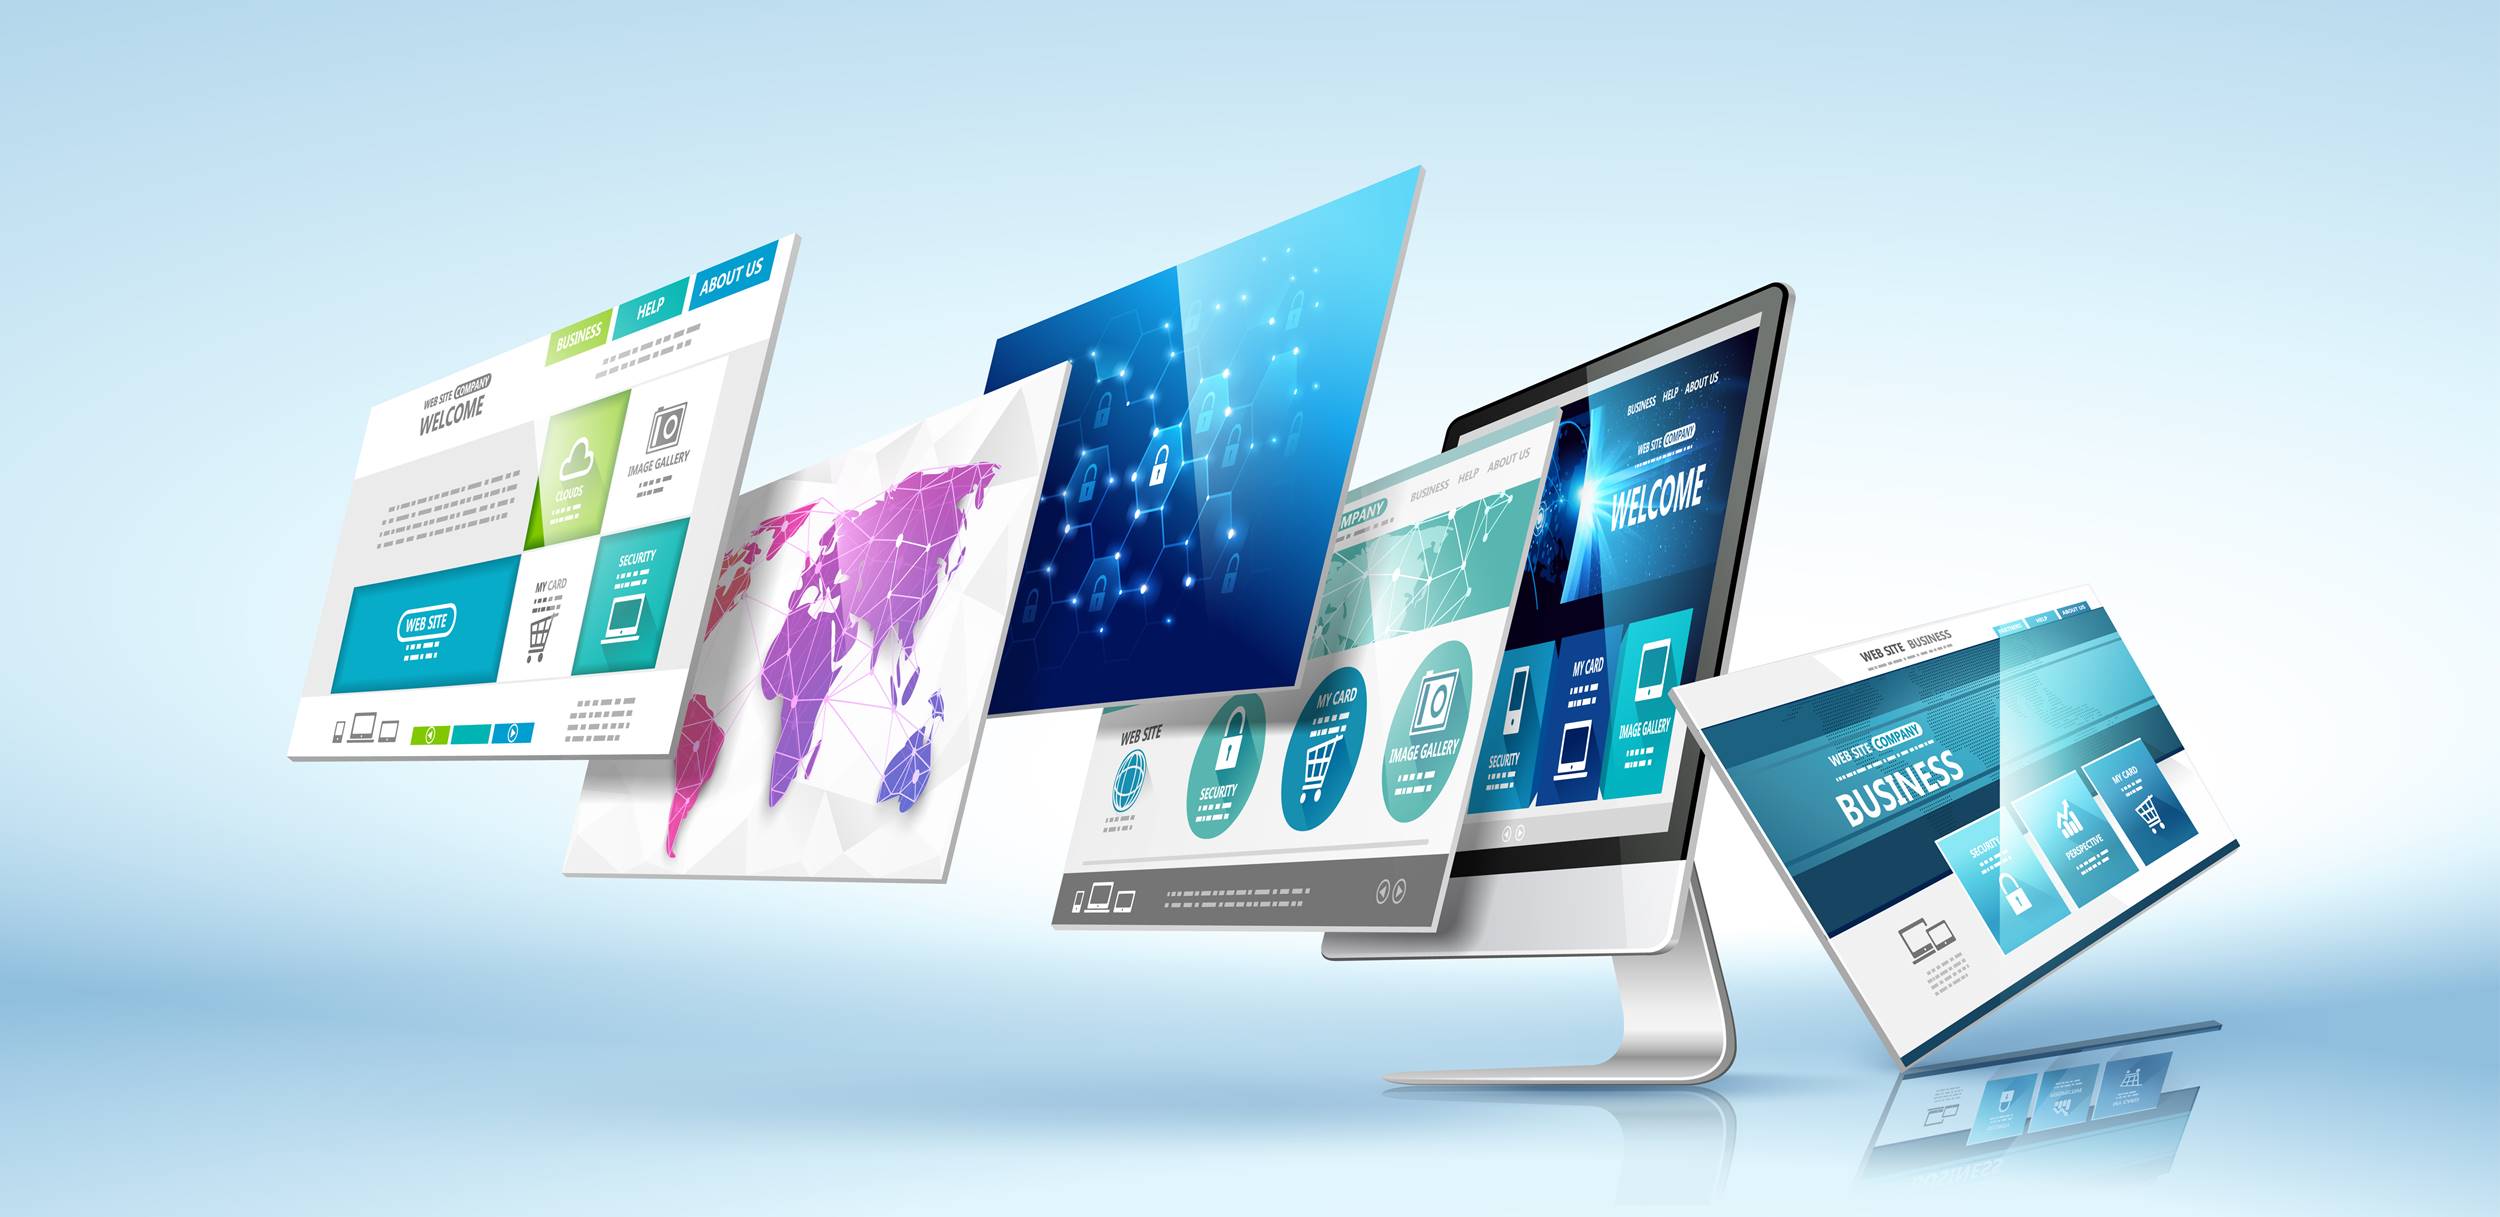 BUSINESS
HELP
ABOUT US
WEB SITE COMPANY
WELCOME
CLOUDS
IMAGE GALLERY
WEB SITE
MY CARD
SECURITY
MPANY
BUSINESS HELP ABOUT US
WEB SITE
SECURITY
MY CARD
IMAGE GALLERY
BUSINESS HELP ABOUT US
WEB SITE COMPANY
WELCOME
SECURITY
MY CARD
IMAGE GALLERY
WEB SITE BUSINESS
HELP
ABOUT US
WEB SITE COMPANY
BUSINESS
SECURITY
PERSPECTIVE
MY CARD